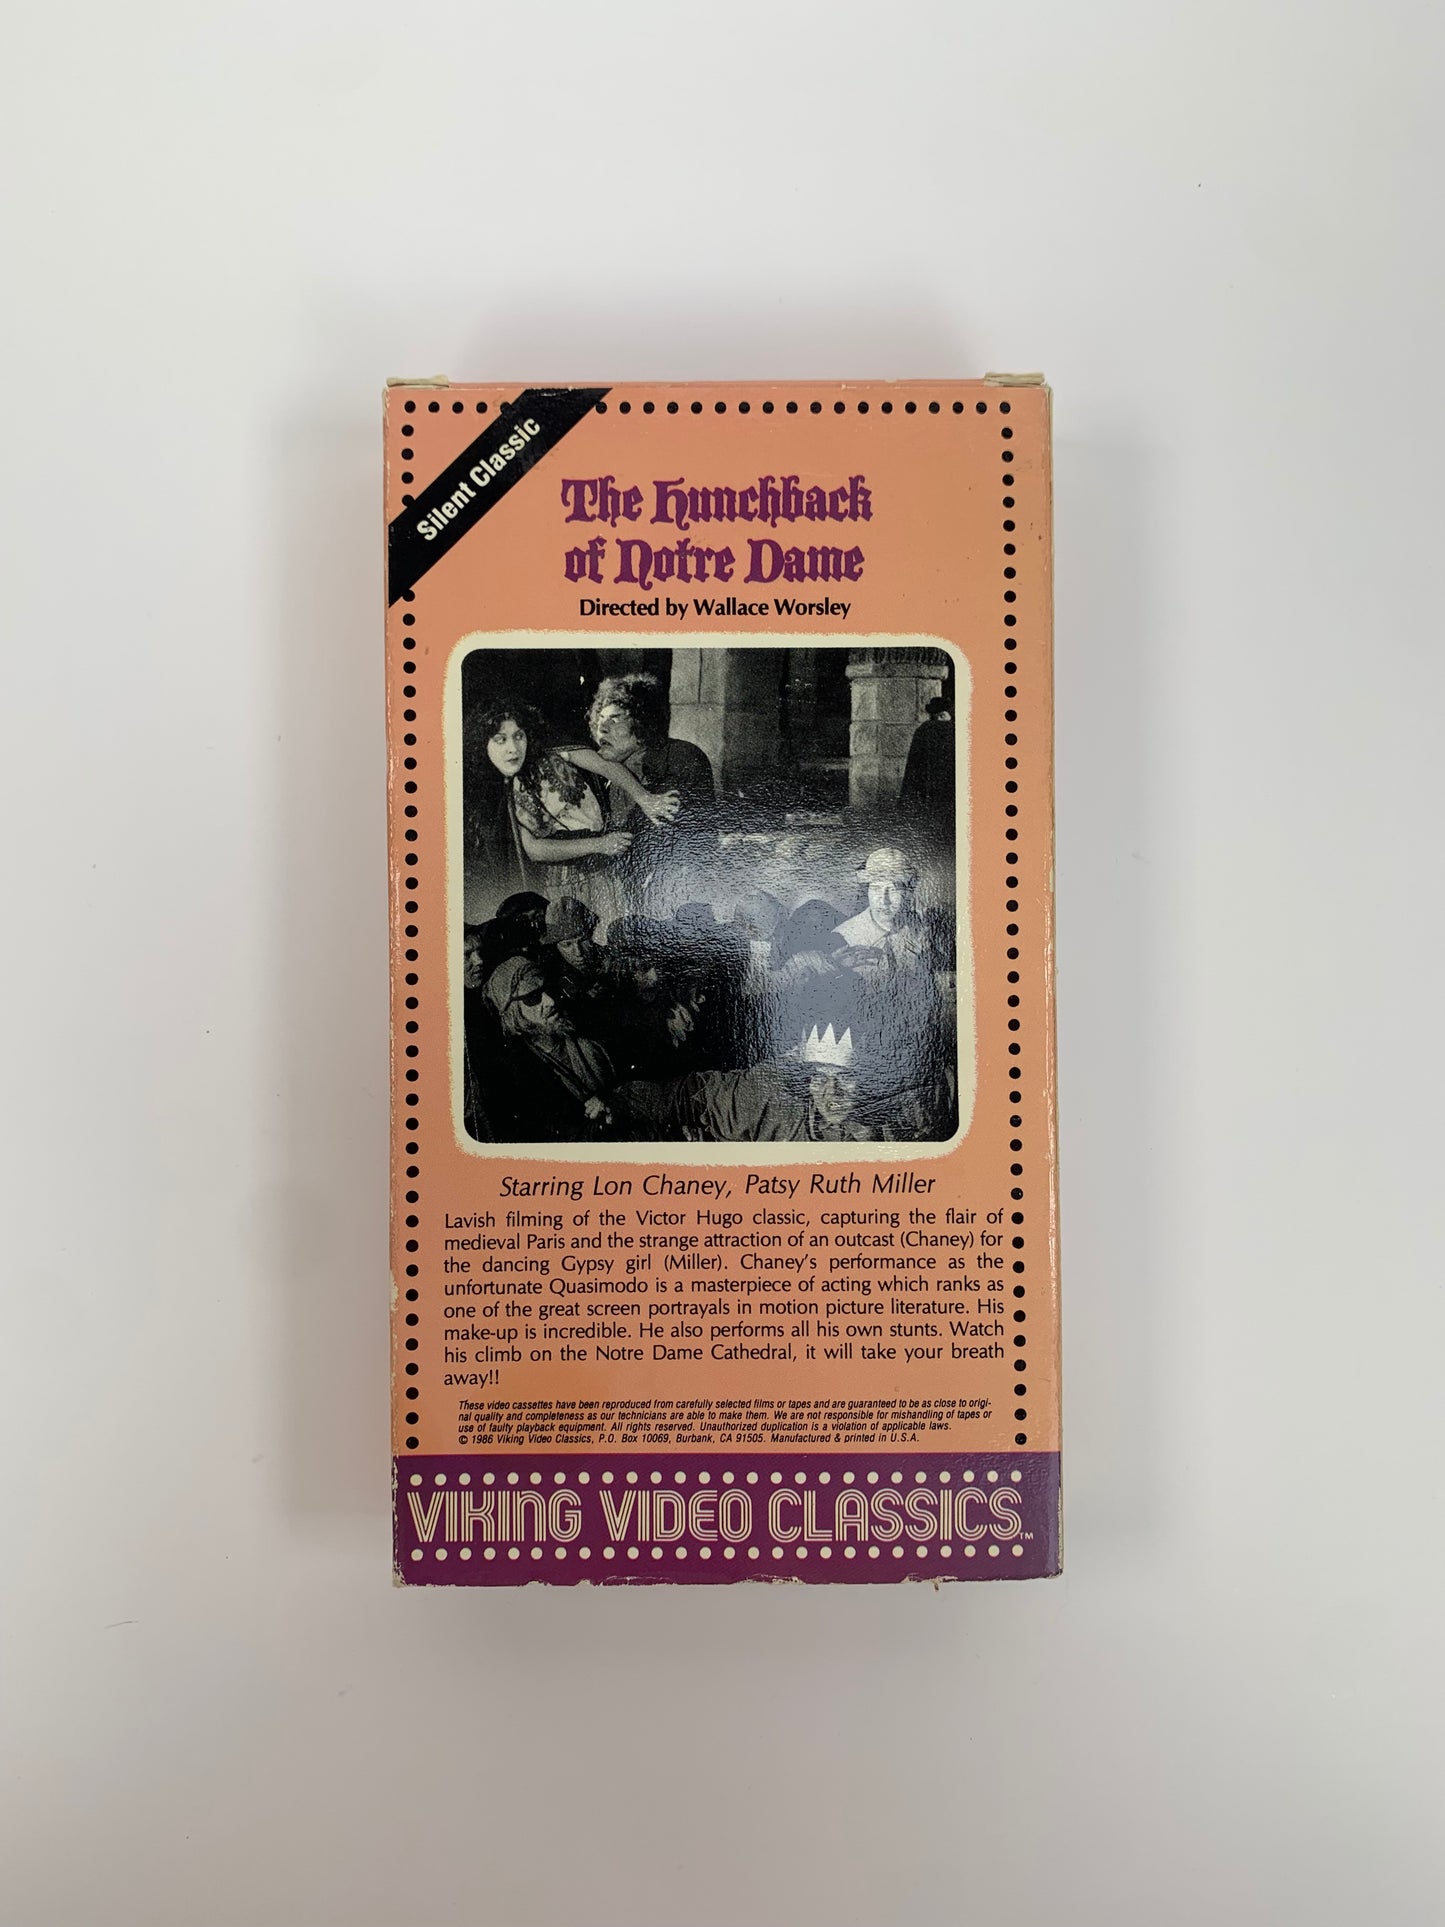 Silent Classic
The Hunchback
of Notre Dame
Directed by Wallace Worsley
Starring Lon Chaney, Patsy Ruth Miller
Lavish filming of the Victor Hugo classic, capturing the flair of
medieval Paris and the strange attraction of an outcast (Chaney) for
the dancing Gypsy girl (Miller). Chaney's performance as the
unfortunate Quasimodo is a masterpiece of acting which ranks as
one of the great screen portrayals in motion picture literature. His
make-up is incredible. He also performs all his own stunts. Watch
his climb on the Notre Dame Cathedral, it will take your breath
away!!
These video cassettes have been reproduced from carefully selected films or tapes and are guaranteed to be as close to origi-
nal quality and completeness as our technicians are able to make them. We are not responsible for mishandling of tapes or
use of faulty playback equipment. All rights reserved. Unauthorized duplication is a violation of applicable laws.
© 1986 Viking Video Classics, P.O. Box 10069, Burbank, CA 91505. Manufactured & printed in U.S.A.
VIKING VIDEO CLASSICS™